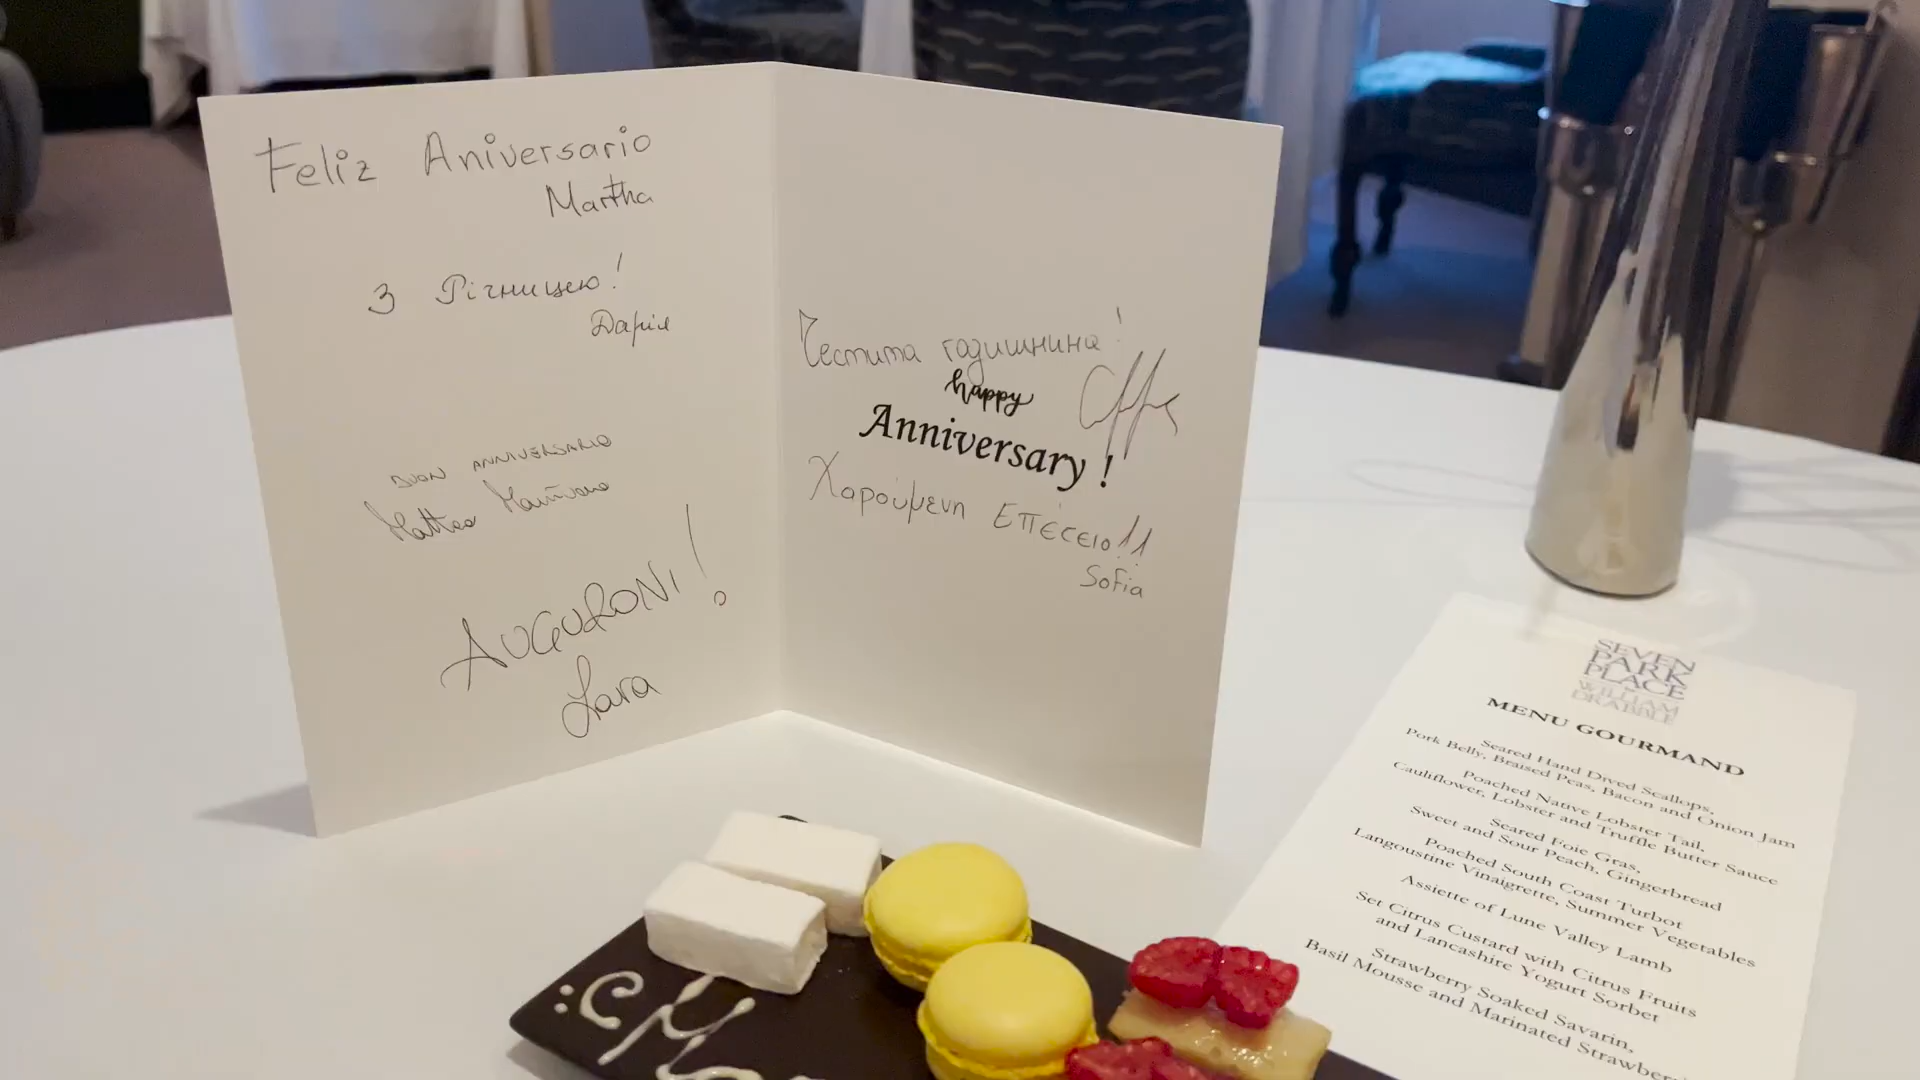 Feliz Aniversario
Martha
З Річницею!
Дарія
BUON ANNIVERSARIO
Matteo
AUGURONI!
Lara
Честита годишнина!
happy
Anniversary!
Χαρούμενη Επέτειο!!
Sofia
SEVEN
PARK
PLACE
WILLIAM
DRABBLE
MENU GOURMAND
Seared Hand Dived Scallops,
Pork Belly, Braised Peas, Bacon and Onion Jam
Poached Native Lobster Tail,
Cauliflower, Lobster and Truffle Butter Sauce
Seared Foie Gras,
Sweet and Sour Peach, Gingerbread
Poached South Coast Turbot
Langoustine Vinaigrette, Summer Vegetables
Assiette of Lune Valley Lamb
Set Citrus Custard with Citrus Fruits
and Lancashire Yogurt Sorbet
Strawberry Soaked Savarin,
Basil Mousse and Marinated